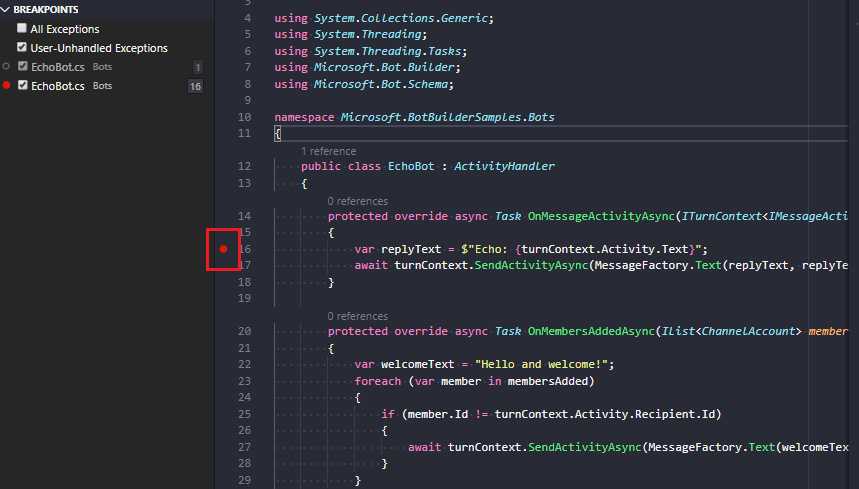 BREAKPOINTS
All Exceptions
User-Unhandled Exceptions
EchoBot.cs Bots 1
EchoBot.cs Bots 16
3
4 using System.Collections.Generic;
5 using System.Threading;
6 using System.Threading.Tasks;
7 using Microsoft.Bot.Builder;
8 using Microsoft.Bot.Schema;
9
10 namespace Microsoft.BotBuilderSamples.Bots
11 {
1 reference
12 public class EchoBot : ActivityHandler
13 {
0 references
14 protected override async Task OnMessageActivityAsync(ITurnContext<IMessageActi
15 {
16 var replyText = $"Echo: {turnContext.Activity.Text}";
17 await turnContext.SendActivityAsync(MessageFactory.Text(replyText, replyTe
18 }
19
0 references
20 protected override async Task OnMembersAddedAsync(IList<ChannelAccount> member
21 {
22 var welcomeText = "Hello and welcome!";
23 foreach (var member in membersAdded)
24 {
25 if (member.Id != turnContext.Activity.Recipient.Id)
26 {
27 await turnContext.SendActivityAsync(MessageFactory.Text(welcomeTex
28 }
29 }